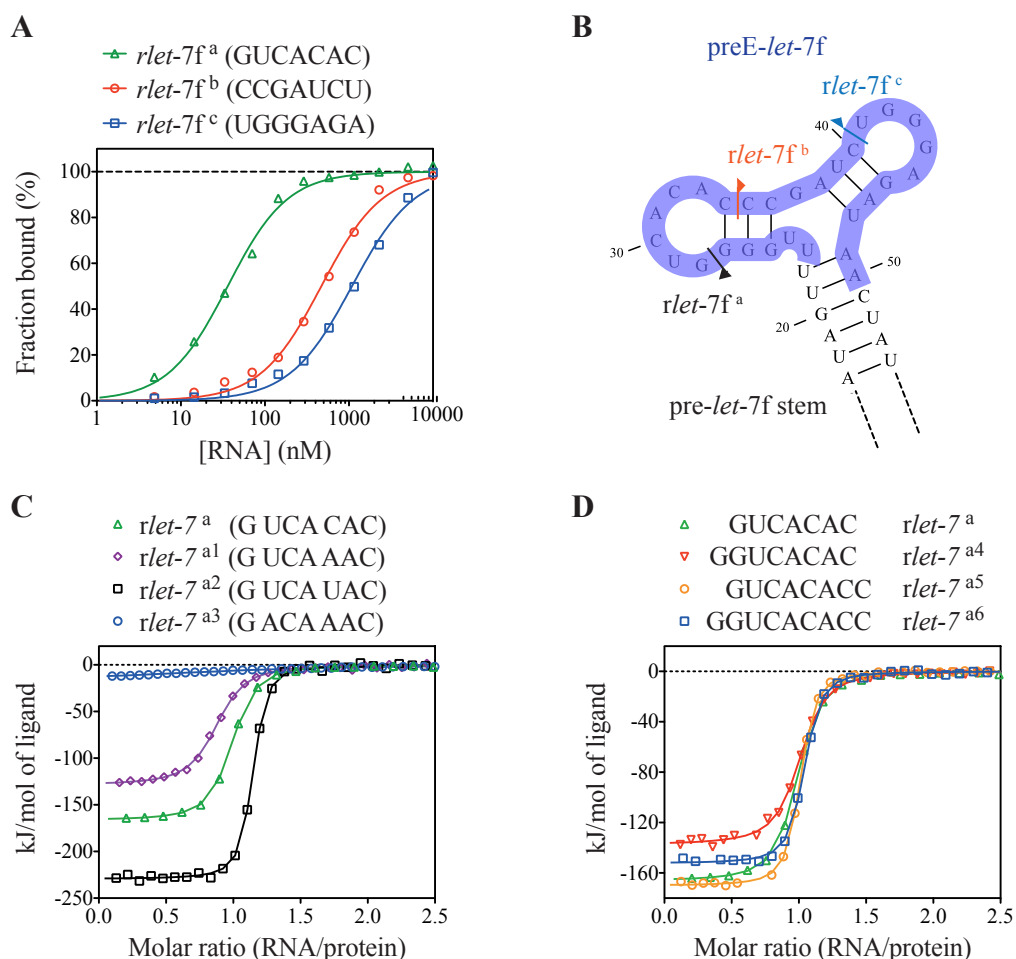 A
rlet-7f a (GUCACAC)
rlet-7f b (CCGAUCU)
rlet-7f c (UGGGAGA)
Fraction bound (%)
100
80
60
40
20
0
1 10 100 1000 10000
[RNA] (nM)
B
preE-let-7f
rlet-7f c
40
rlet-7f b
U G G G A G A U A A
C A C A C C C G A U C
U G G G G U U
30
rlet-7f a
50
20
U U G A U A
C U A U
pre-let-7f stem
C
rlet-7 a (G UCA CAC)
rlet-7 a1 (G UCA AAC)
rlet-7 a2 (G UCA UAC)
rlet-7 a3 (G ACA AAC)
kJ/mol of ligand
0
-50
-100
-150
-200
-250
0.0 0.5 1.0 1.5 2.0 2.5
Molar ratio (RNA/protein)
D
GUCACAC rlet-7 a
GGUCACAC rlet-7 a4
GUCACACC rlet-7 a5
GGUCACACC rlet-7 a6
kJ/mol of ligand
0
-40
-80
-120
-160
0.0 0.5 1.0 1.5 2.0 2.5
Molar ratio (RNA/protein)